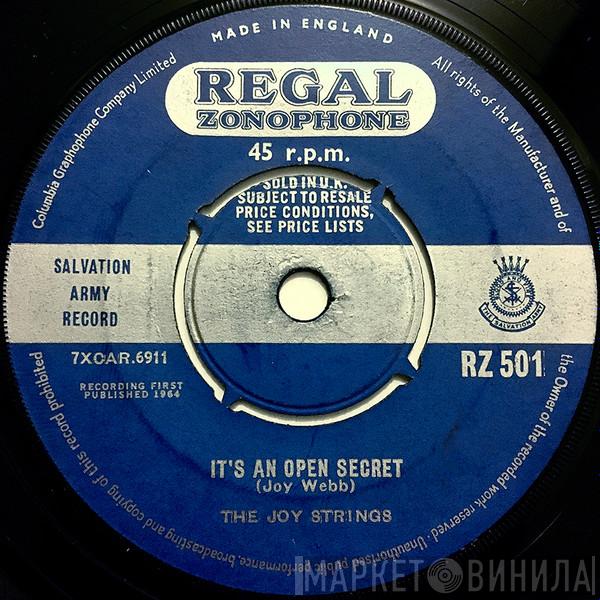 MADE IN ENGLAND
Columbia Graphophone Company Limited
All rights of the Manufacturer and of
the Owner of the recorded work reserved · Unauthorised public performance, broadcasting and copying of this record prohibited
REGAL
ZONOPHONE
45 r.p.m.
SOLD IN U.K.
SUBJECT TO RESALE
PRICE CONDITIONS,
SEE PRICE LISTS
SALVATION
ARMY
RECORD
THE SALVATION ARMY
7XCAR.6911
RZ 501
RECORDING FIRST
PUBLISHED 1964
IT'S AN OPEN SECRET
(Joy Webb)
THE JOY STRINGS
МАРКЕТ ВИНИЛА